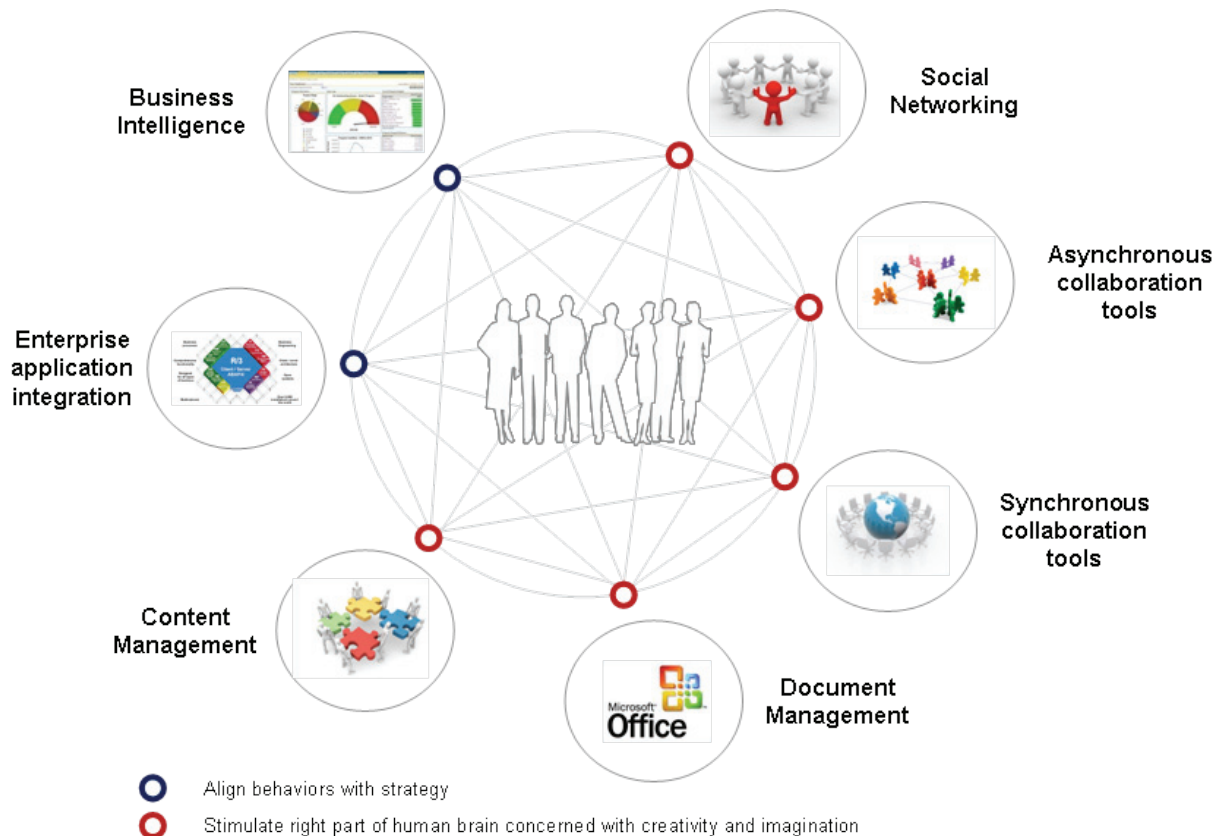 Business
Intelligence
Social
Networking
Asynchronous
collaboration
tools
Enterprise
application
integration
R/3
Synchronous
collaboration
tools
Content
Management
Microsoft
Office
Document
Management
Align behaviors with strategy
Stimulate right part of human brain concerned with creativity and imagination